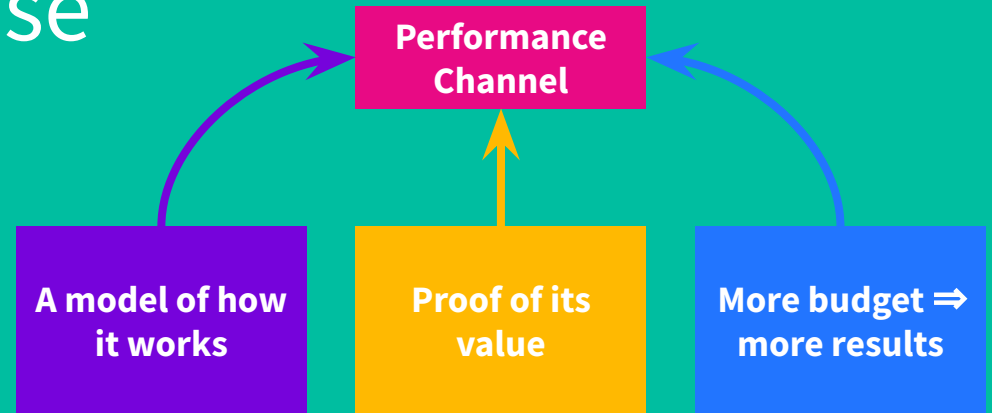 se
Performance
Channel
A model of how
it works
Proof of its
value
More budget ⇒
more results